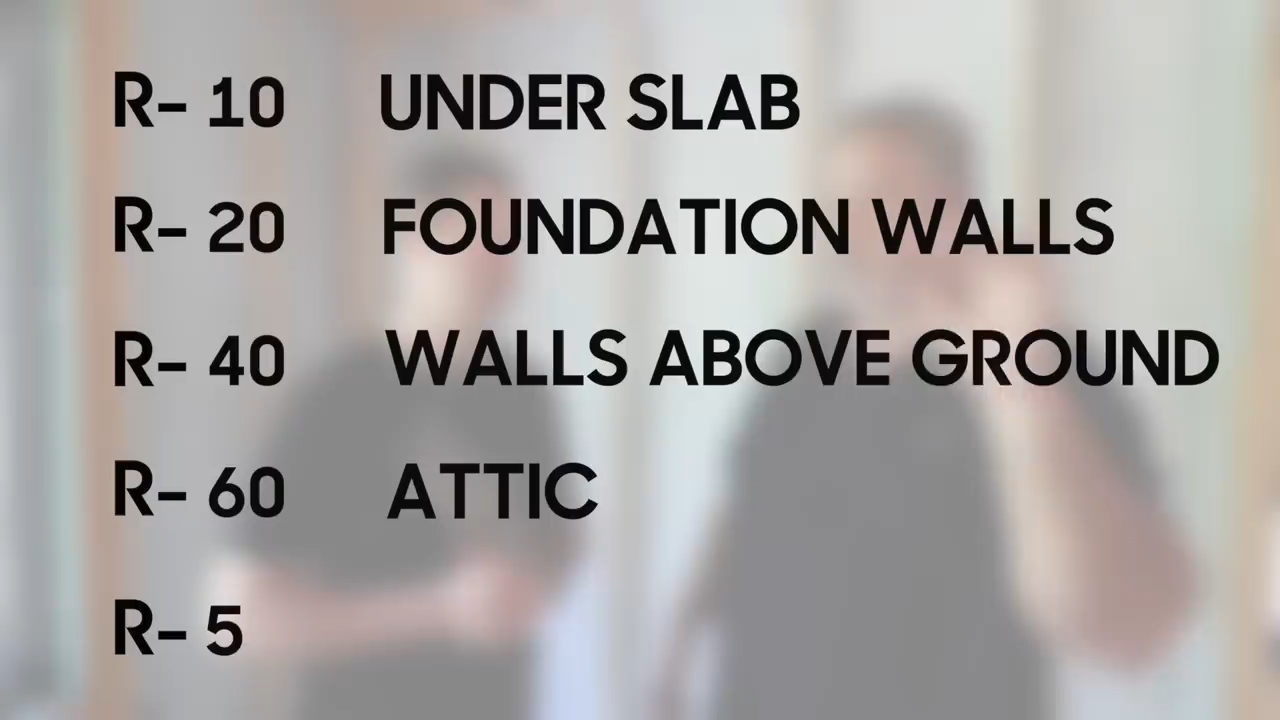 R- 10 UNDER SLAB
R- 20 FOUNDATION WALLS
R- 40 WALLS ABOVE GROUND
R- 60 ATTIC
R- 5